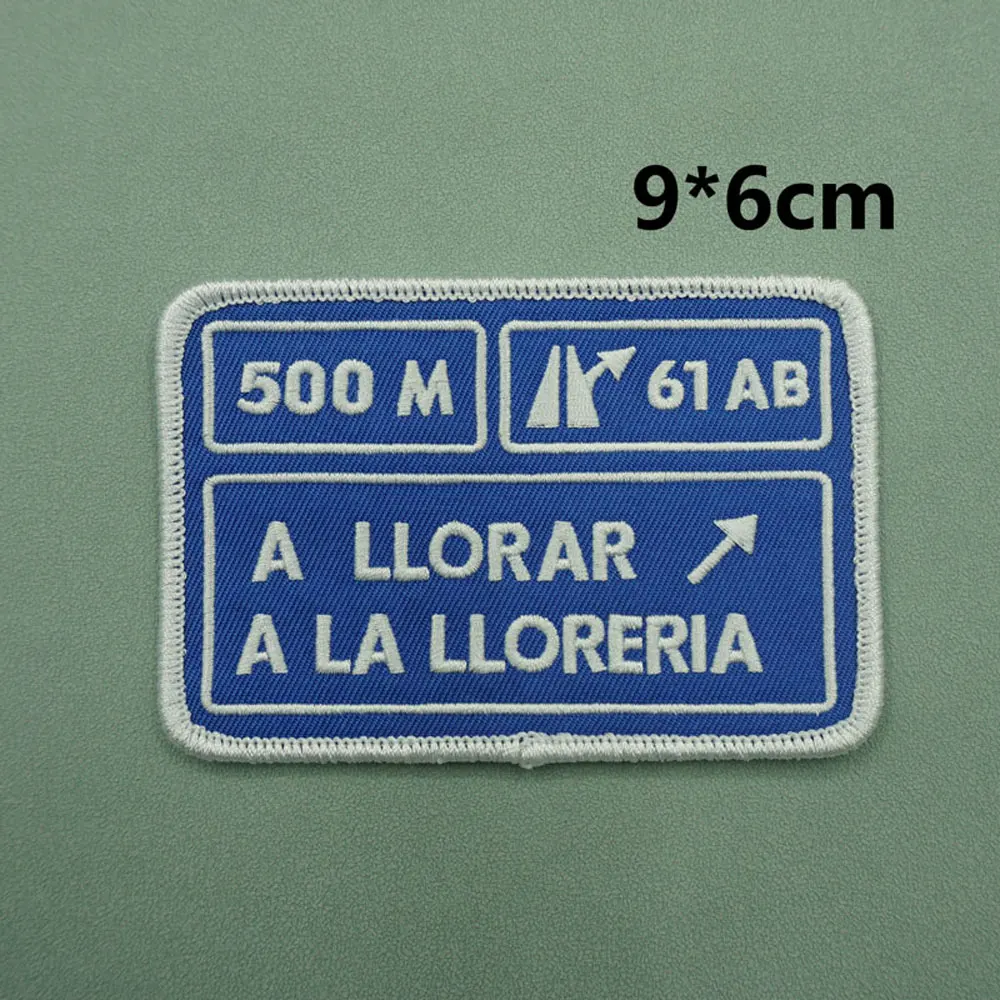 9*6cm
500 M
61 AB
A LLORAR
A LA LLORERIA